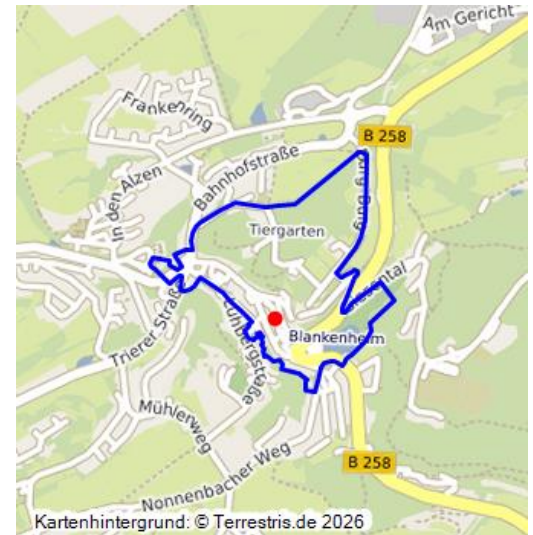 Am Gericht
Frankenring
B 258
Bahnhofstraße
In den Alzen
Tiergarten
Trierer Straße
Blankenheim
Mühlenweg
B 258
Nonnenbacher Weg
Kartenhintergrund: © Terrestris.de 2026